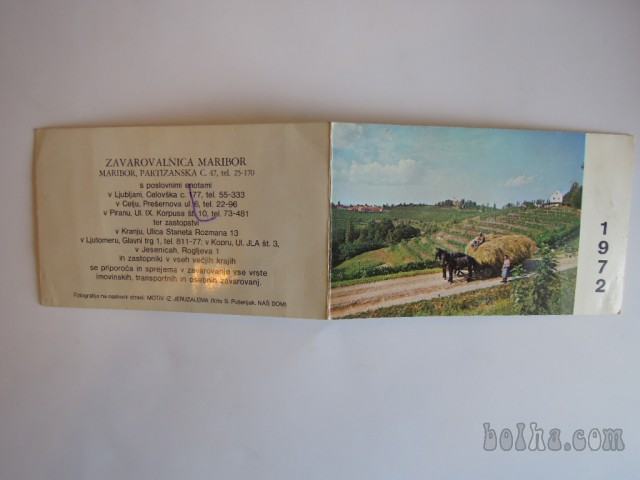 ZAVAROVALNICA MARIBOR
MARIBOR, PARTIZANSKA C. 47, tel. 25-170
s poslovnimi enotami
v Ljubljani, Celovška c. 177, tel. 55-333
v Celju, Prešernova ul. 6, tel. 22-96
v Piranu, Ul. IX. Korpusa št. 10, tel. 73-481
ter zastopstvi
v Kranju, Ulica Staneta Rozmana 13
v Ljutomeru, Glavni trg 1, tel. 811-77; v Kopru, Ul. JLA št. 3,
v Jesenicah, Rogljeva 1
in zastopniki v vseh večjih krajih
se priporoča in sprejema v zavarovanje vse vrste
imovinskih, transportnih in osebnih zavarovanj.
Fotografija na naslovni strani: MOTIV IZ JERUZALEMA (foto S. NAŠ DOM)
1972
bolha.com